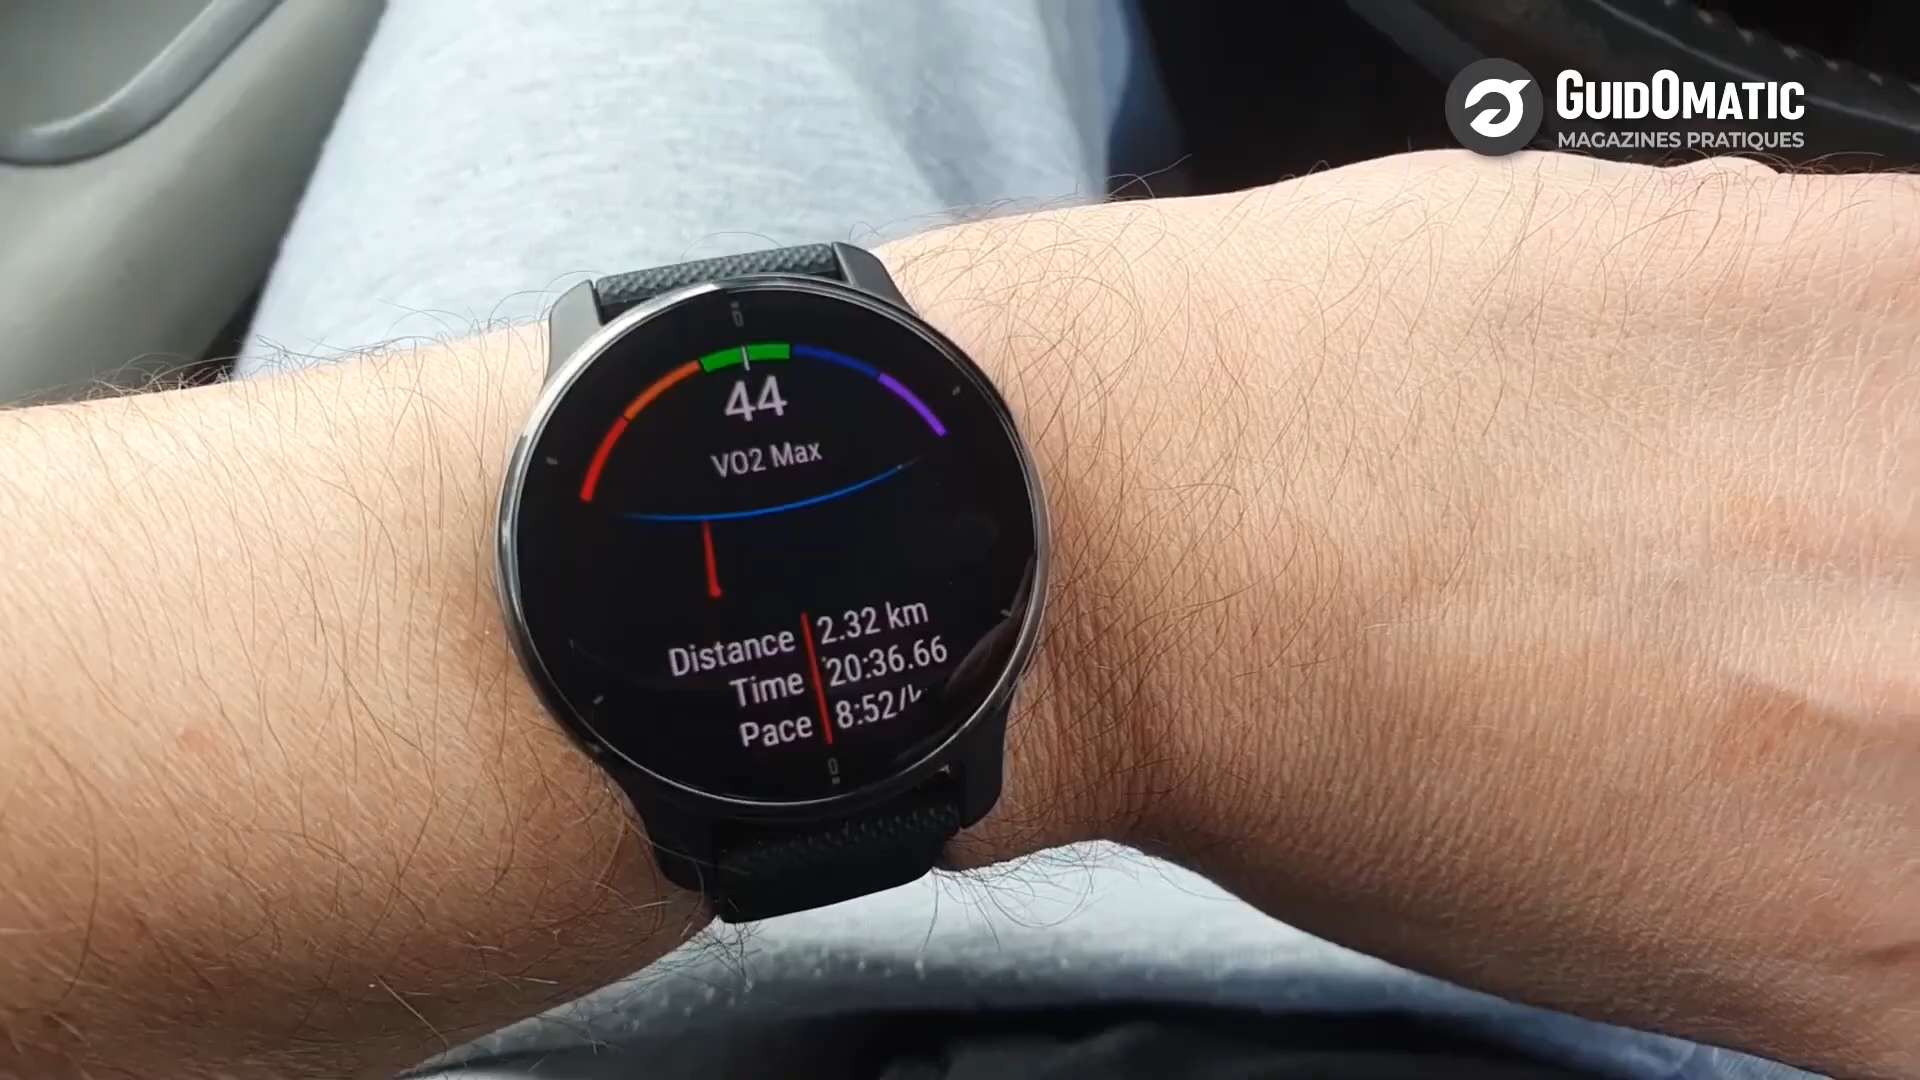 GUIDOMATIC
MAGAZINES PRATIQUES
44
VO2 Max
Distance 2.32 km
Time 20:36.66
Pace 8:52/k